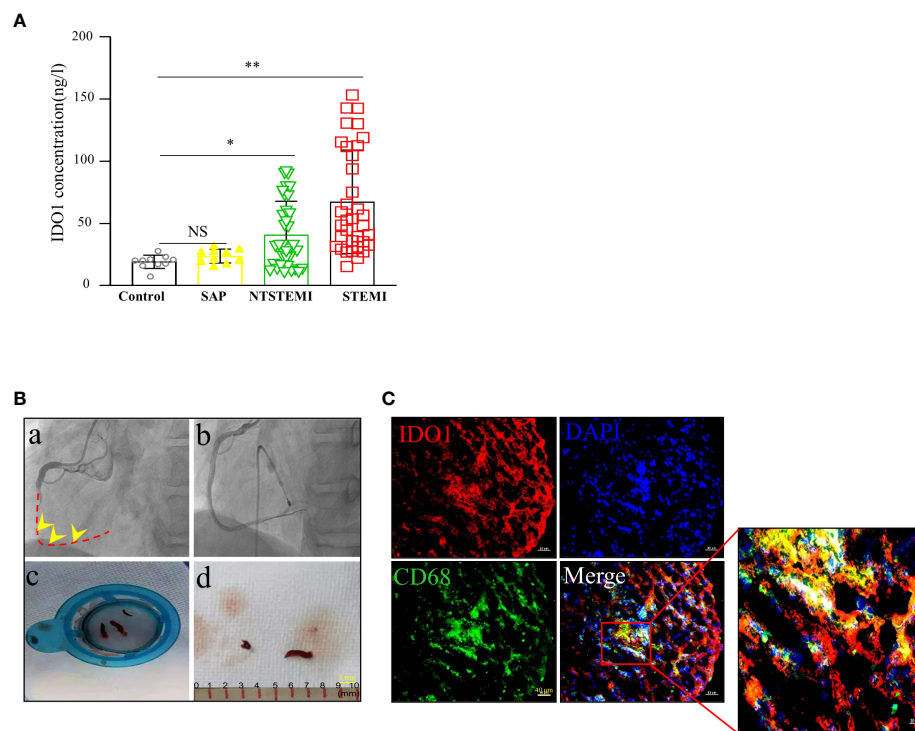 A
IDO1 concentration(ng/l)
200
150
100
50
0
**
*
NS
Control SAP NTSTEMI STEMI
B
a
b
c
d
0 1 2 3 4 5 6 7 8 9 10
(mm)
C
IDO1
DAPI
CD68
Merge
40 μm